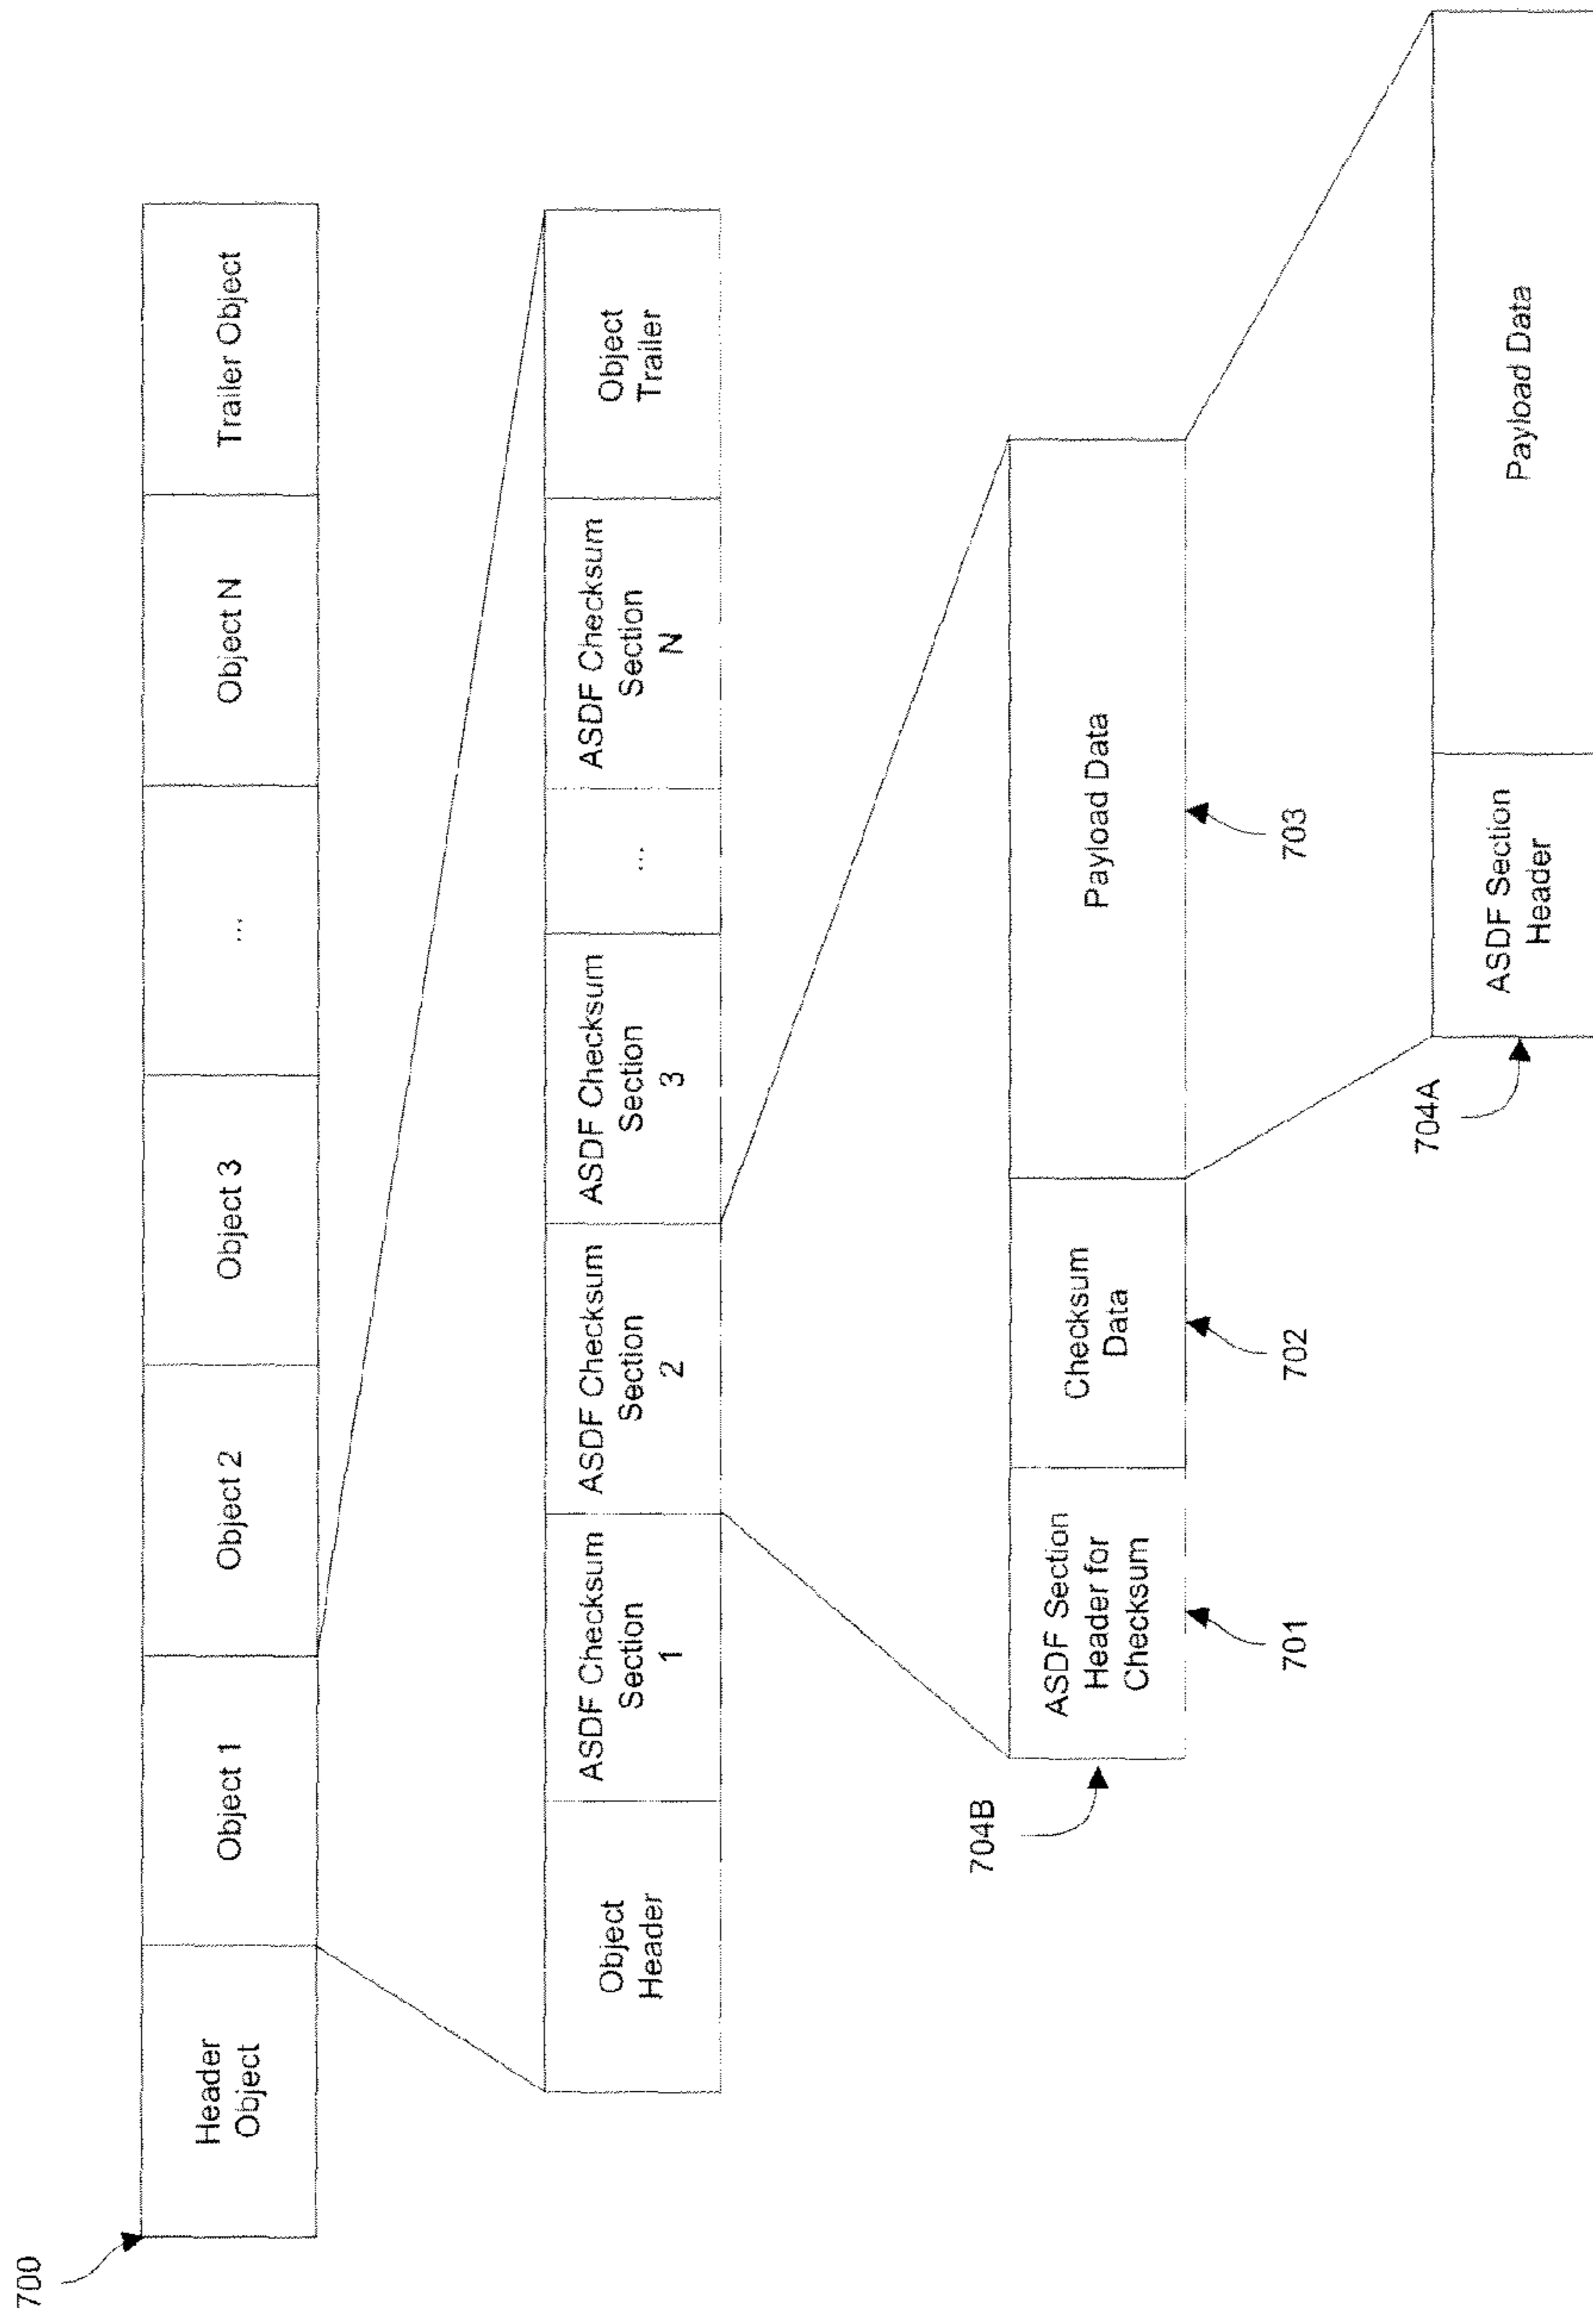 700
Header
Object
Object 1
Object 2
Object 3
...
Object N
Trailer Object
Object
Header
ASDF Checksum
Section
1
ASDF Checksum
Section
2
ASDF Checksum
Section
3
...
ASDF Checksum
Section
N
Object
Trailer
704B
ASDF Section
Header for
Checksum
Checksum
Data
Payload Data
701
702
703
704A
ASDF Section
Header
Payload Data